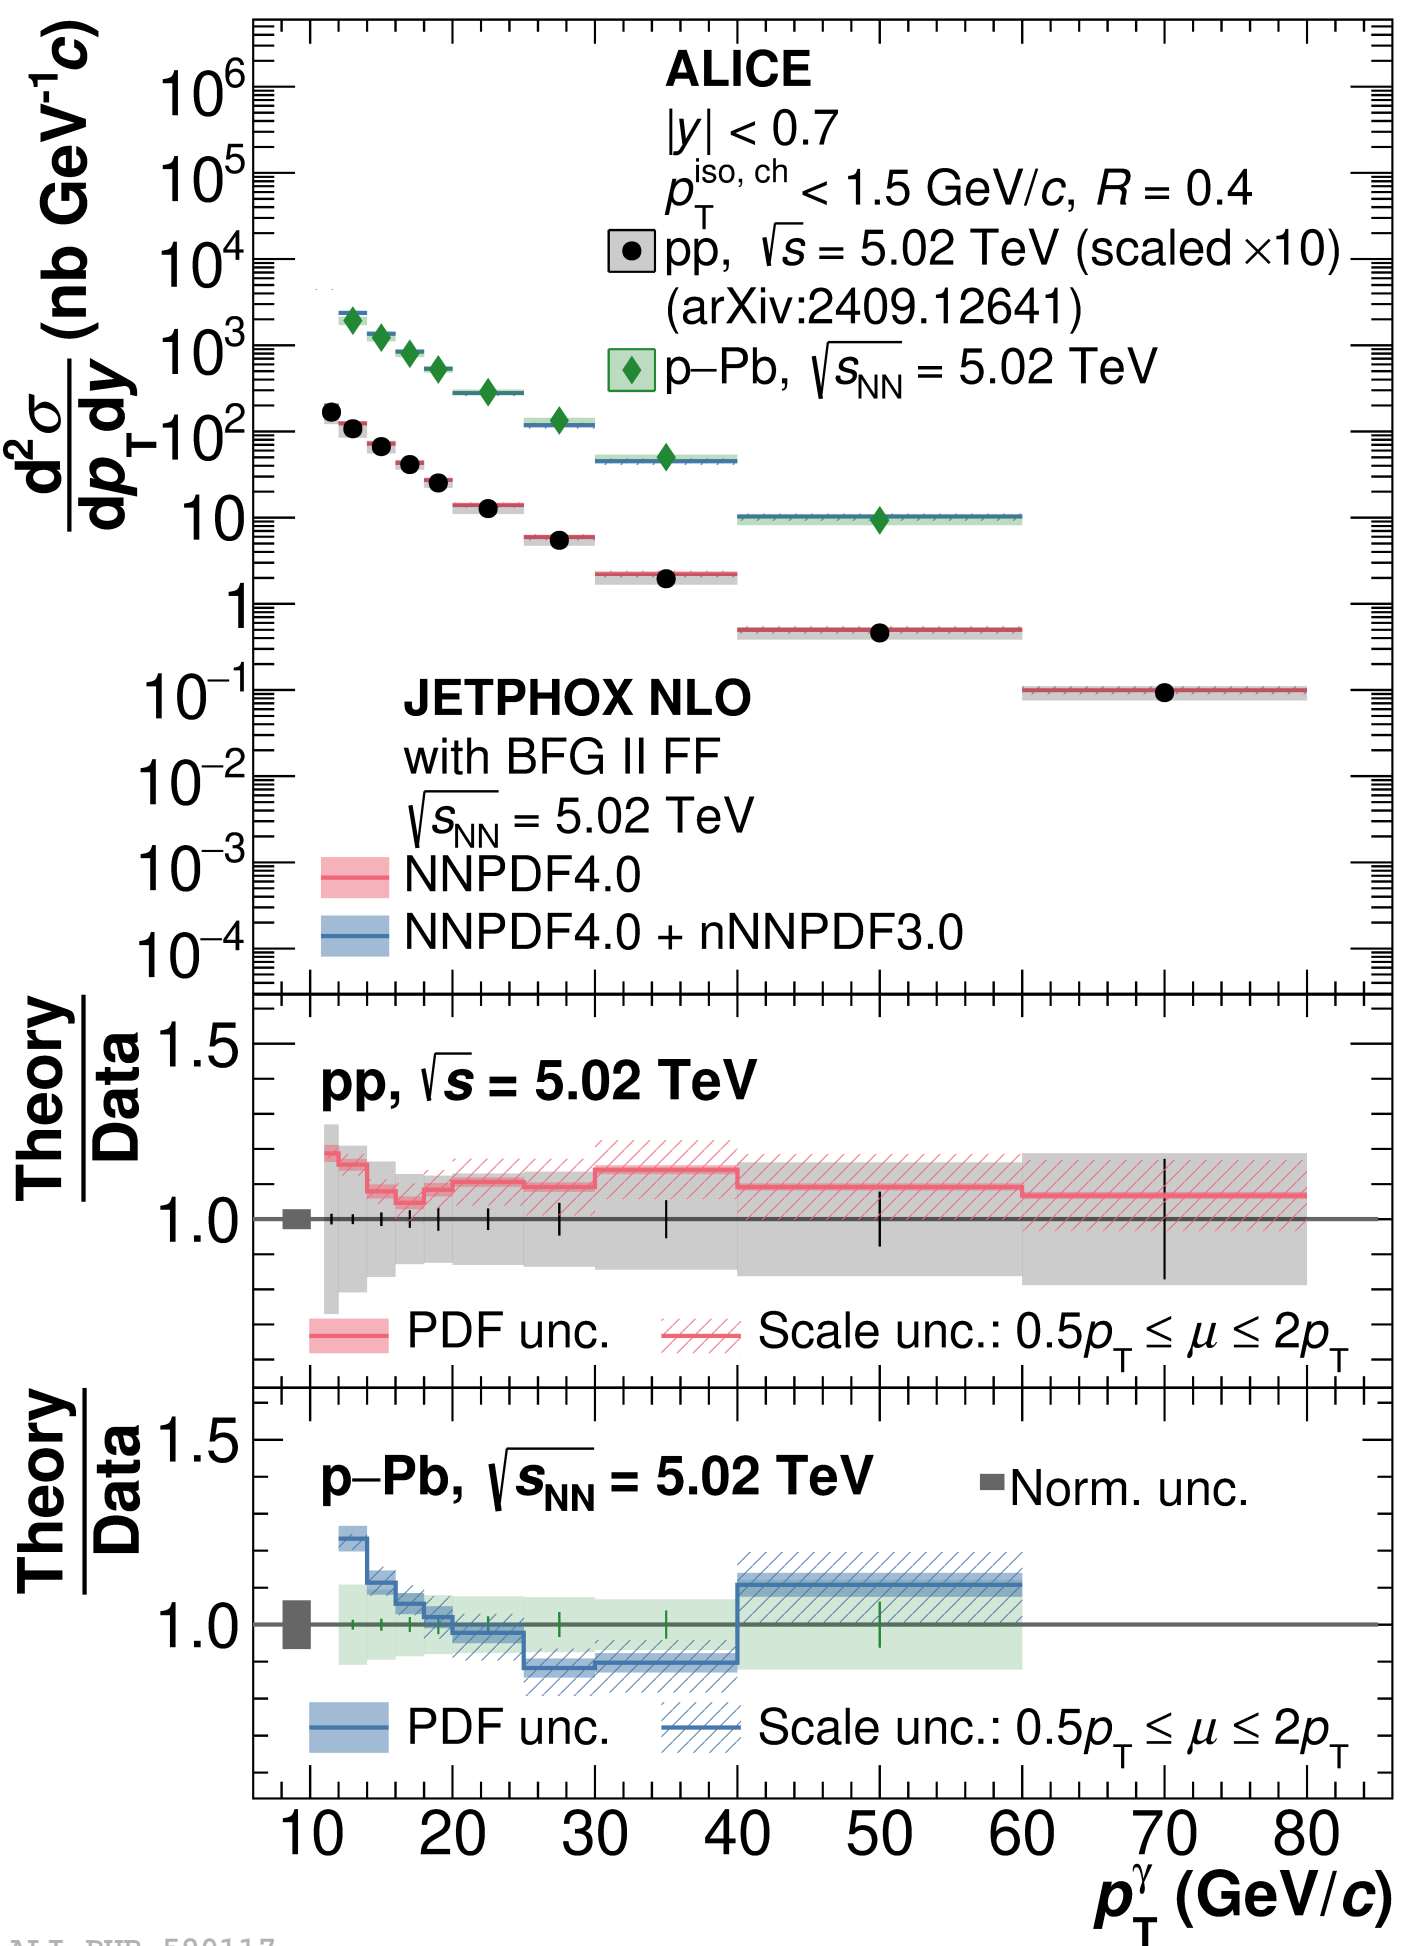 d²σ/dp_Tdy (nb GeV⁻¹c)
10⁶
10⁵
10⁴
10³
10²
10
1
10⁻¹
10⁻²
10⁻³
10⁻⁴
ALICE
|y| < 0.7
p_T^{iso, ch} < 1.5 GeV/c, R = 0.4
pp, √s = 5.02 TeV (scaled ×10)
(arXiv:2409.12641)
p–Pb, √s_NN = 5.02 TeV
JETPHOX NLO
with BFG II FF
√s_NN = 5.02 TeV
NNPDF4.0
NNPDF4.0 + nNNPDF3.0
Theory
Data
1.5
1.0
pp, √s = 5.02 TeV
PDF unc. Scale unc.: 0.5p_T ≤ μ ≤ 2p_T
Theory
Data
1.5
1.0
p–Pb, √s_NN = 5.02 TeV
Norm. unc.
PDF unc. Scale unc.: 0.5p_T ≤ μ ≤ 2p_T
10 20 30 40 50 60 70 80
p_T^γ (GeV/c)